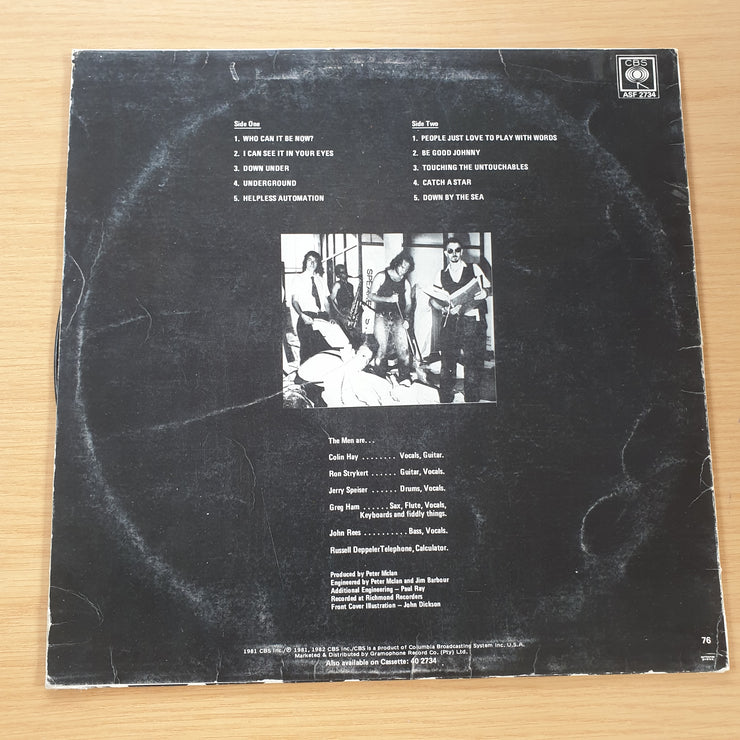 CBS
ASF 2734
Side One
1. WHO CAN IT BE NOW?
2. I CAN SEE IT IN YOUR EYES
3. DOWN UNDER
4. UNDERGROUND
5. HELPLESS AUTOMATION
Side Two
1. PEOPLE JUST LOVE TO PLAY WITH WORDS
2. BE GOOD JOHNNY
3. TOUCHING THE UNTOUCHABLES
4. CATCH A STAR
5. DOWN BY THE SEA
The Men are...
Colin Hay ........ Vocals, Guitar.
Ron Strykert ...... Guitar, Vocals.
Jerry Speiser ...... Drums, Vocals.
Greg Ham ......Sax, Flute, Vocals,
Keyboards and fiddly things.
John Rees ..........Bass, Vocals.
Russell DeppelerTelephone, Calculator.
Produced by Peter Mclan
Engineered by Peter Mclan and Jim Barbour
Additional Engineering – Paul Ray
Recorded at Richmond Recorders
Front Cover Illustration – John Dickson
76
1981 CBS Inc./℗ 1981, 1982 CBS Inc./CBS is a product of Columbia Broadcasting System Inc. U.S.A.
Marketed & Distributed by Gramophone Record Co. (Pty) Ltd.
Also available on Cassette: 40 2734